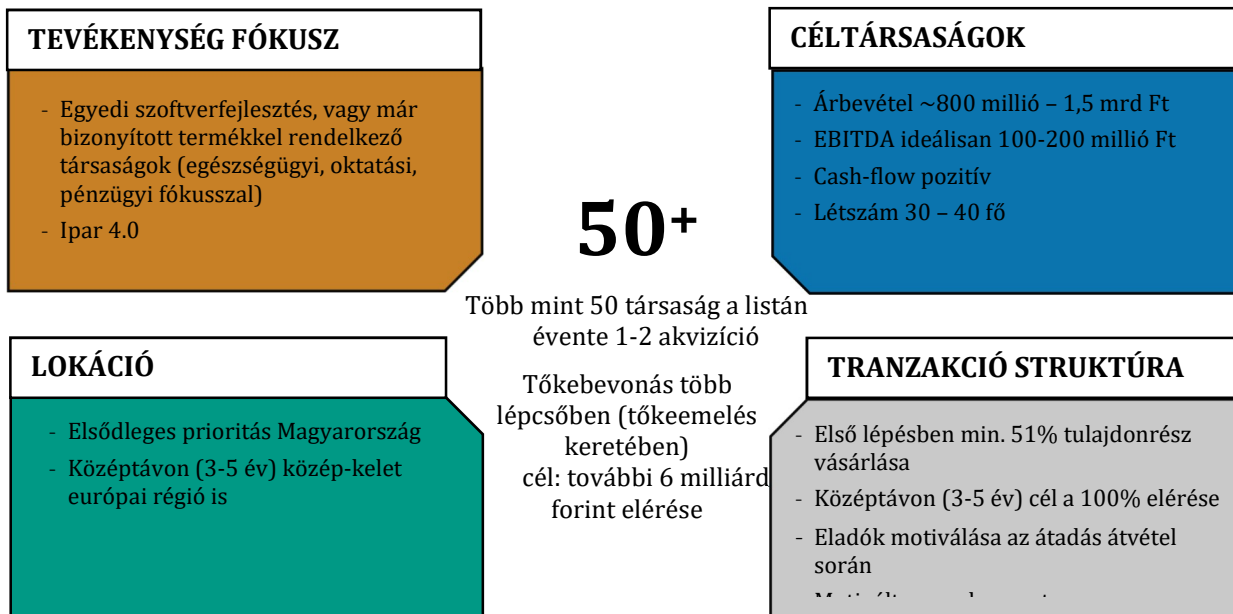 TEVÉKENYSÉG FÓKUSZ
- Egyedi szoftverfejlesztés, vagy már
bizonyított termékkel rendelkező
társaságok (egészségügyi, oktatási,
pénzügyi fókusszal)
- Ipar 4.0
CÉLTÁRSASÁGOK
- Árbevétel ~800 millió – 1,5 mrd Ft
- EBITDA ideálisan 100-200 millió Ft
- Cash-flow pozitív
- Létszám 30 – 40 fő
50+
Több mint 50 társaság a listán
évente 1-2 akvizíció
Tőkebevonás több
lépcsőben (tőkeemelés
keretében)
cél: további 6 milliárd
forint elérése
LOKÁCIÓ
- Elsődleges prioritás Magyarország
- Középtávon (3-5 év) közép-kelet
európai régió is
TRANZAKCIÓ STRUKTÚRA
- Első lépésben min. 51% tulajdonrész
vásárlása
- Középtávon (3-5 év) cél a 100% elérése
- Eladók motiválása az átadás átvétel
során